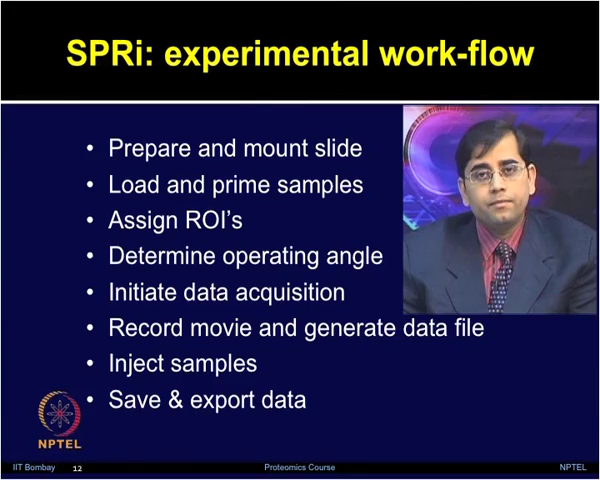 SPRi: experimental work-flow
• Prepare and mount slide
• Load and prime samples
• Assign ROI's
• Determine operating angle
• Initiate data acquisition
• Record movie and generate data file
• Inject samples
• Save & export data
NPTEL
IIT Bombay 12 Proteomics Course NPTEL